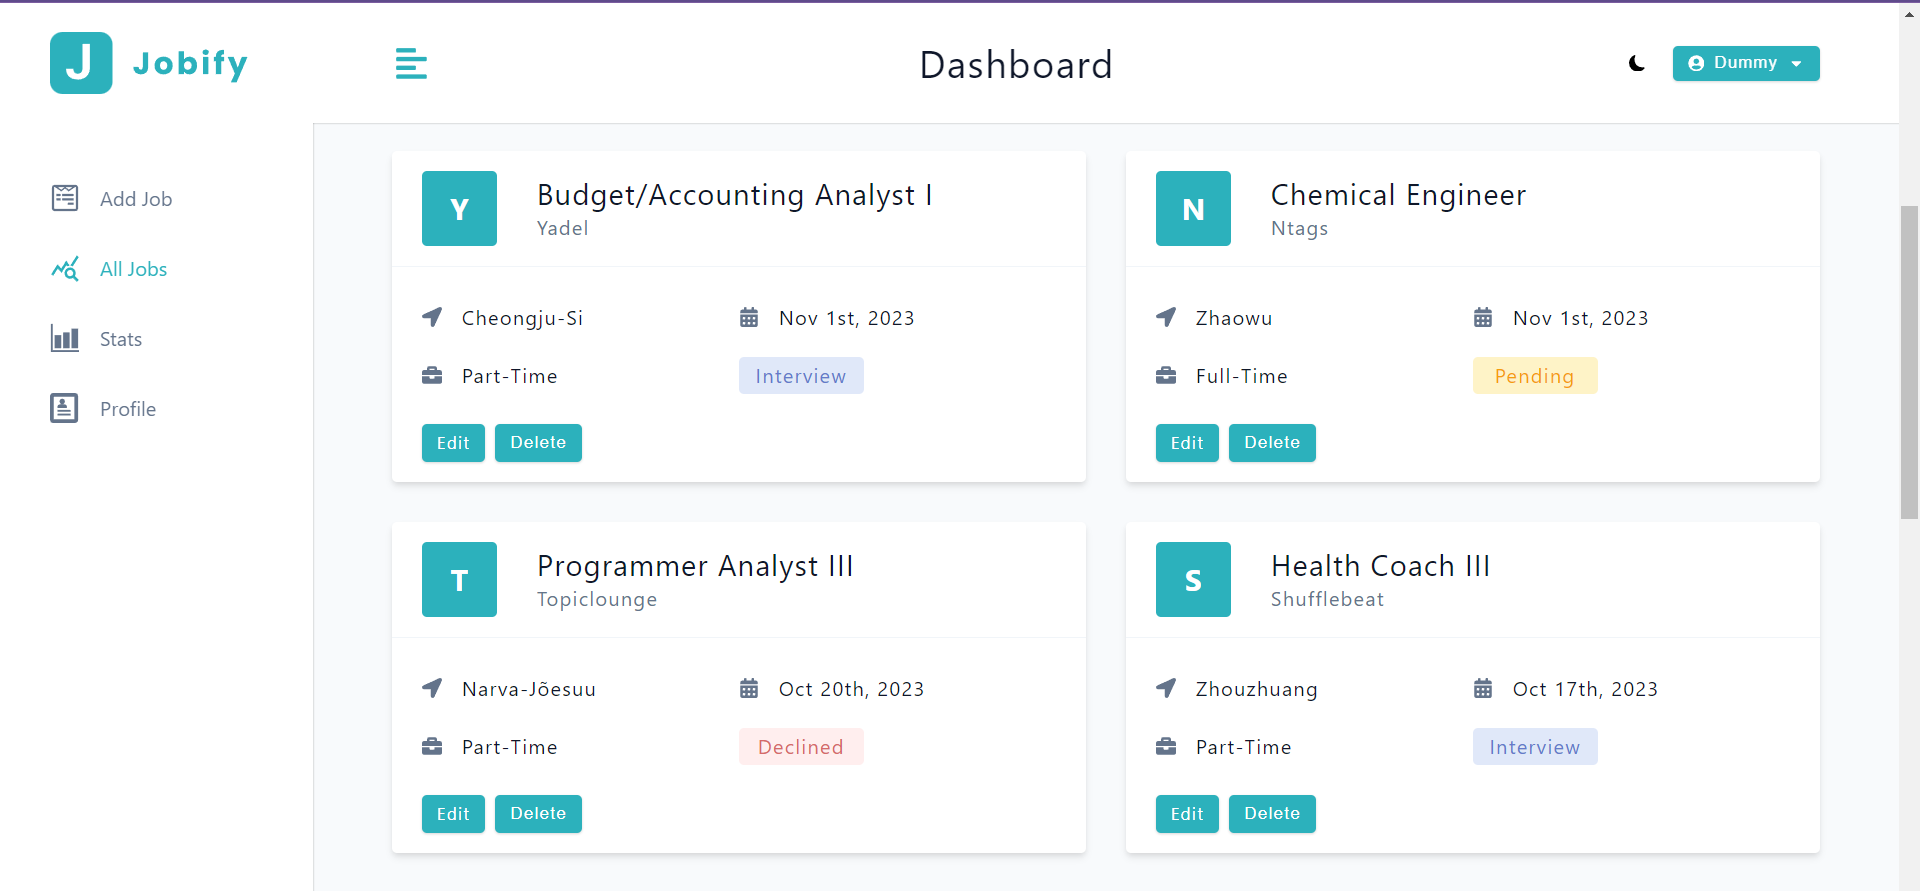 J Jobify
Dashboard
Dummy
Add Job
All Jobs
Stats
Profile
Y
Budget/Accounting Analyst I
Yadel
Cheongju-Si
Nov 1st, 2023
Part-Time
Interview
Edit
Delete
N
Chemical Engineer
Ntags
Zhaowu
Nov 1st, 2023
Full-Time
Pending
Edit
Delete
T
Programmer Analyst III
Topiclounge
Narva-Jõesuu
Oct 20th, 2023
Part-Time
Declined
Edit
Delete
S
Health Coach III
Shufflebeat
Zhouzhuang
Oct 17th, 2023
Part-Time
Interview
Edit
Delete